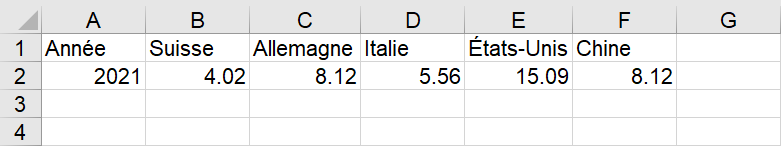 A B C D E F G
1 Année Suisse Allemagne Italie États-Unis Chine
2 2021 4.02 8.12 5.56 15.09 8.12
3
4